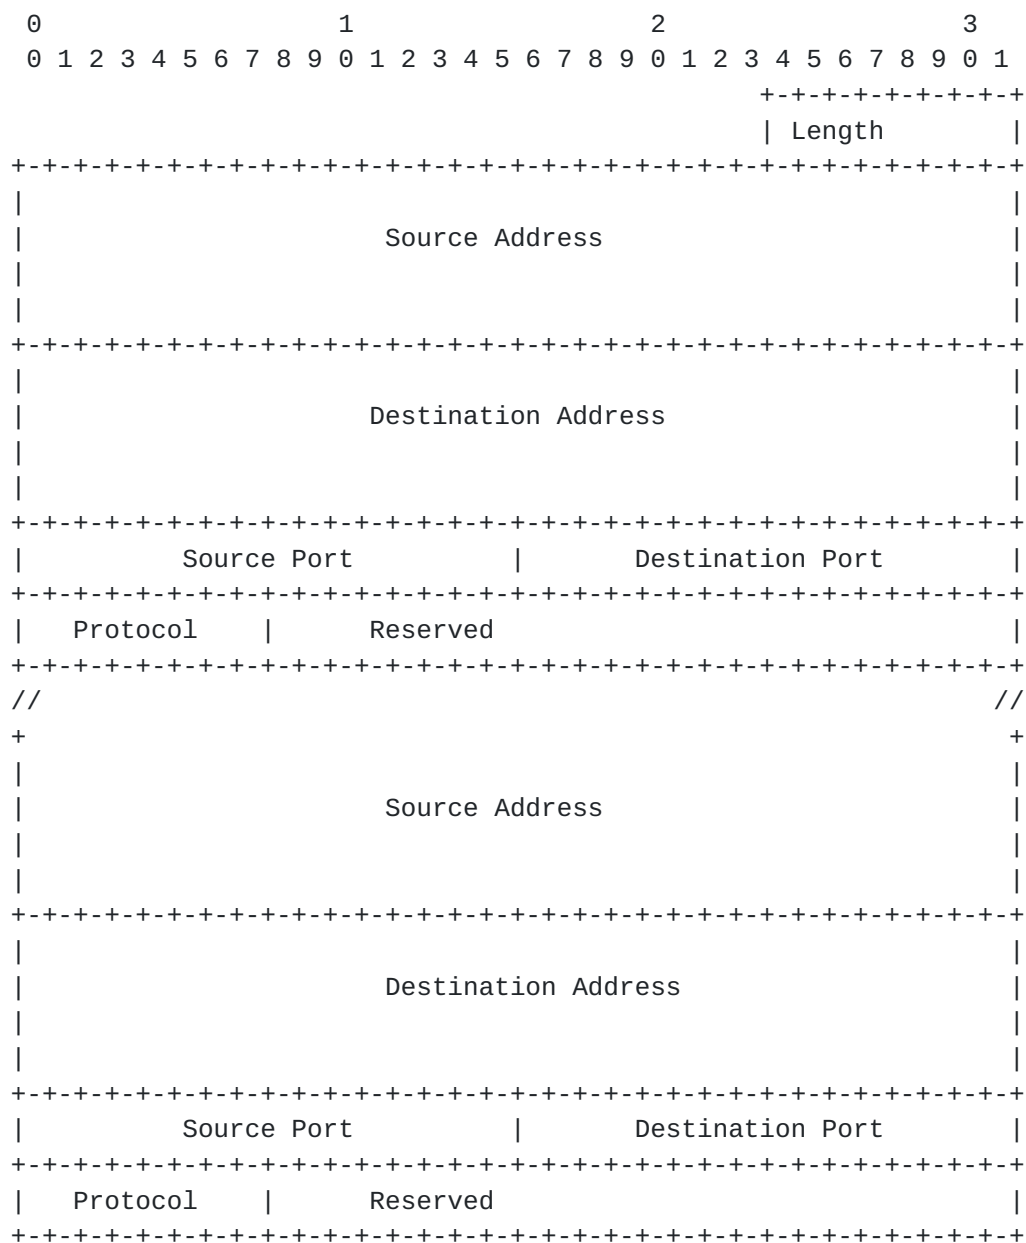 0                   1                   2                   3
 0 1 2 3 4 5 6 7 8 9 0 1 2 3 4 5 6 7 8 9 0 1 2 3 4 5 6 7 8 9 0 1
                                                +-+-+-+-+-+-+-+-+
                                                | Length        |
+-+-+-+-+-+-+-+-+-+-+-+-+-+-+-+-+-+-+-+-+-+-+-+-+-+-+-+-+-+-+-+-+
|                                                               |
|                       Source Address                          |
|                                                               |
|                                                               |
+-+-+-+-+-+-+-+-+-+-+-+-+-+-+-+-+-+-+-+-+-+-+-+-+-+-+-+-+-+-+-+-+
|                                                               |
|                      Destination Address                      |
|                                                               |
|                                                               |
+-+-+-+-+-+-+-+-+-+-+-+-+-+-+-+-+-+-+-+-+-+-+-+-+-+-+-+-+-+-+-+-+
|          Source Port          |       Destination Port        |
+-+-+-+-+-+-+-+-+-+-+-+-+-+-+-+-+-+-+-+-+-+-+-+-+-+-+-+-+-+-+-+-+
|   Protocol    |      Reserved                                 |
+-+-+-+-+-+-+-+-+-+-+-+-+-+-+-+-+-+-+-+-+-+-+-+-+-+-+-+-+-+-+-+-+
//                                                             //
+                                                               +
|                                                               |
|                       Source Address                          |
|                                                               |
|                                                               |
+-+-+-+-+-+-+-+-+-+-+-+-+-+-+-+-+-+-+-+-+-+-+-+-+-+-+-+-+-+-+-+-+
|                                                               |
|                       Destination Address                     |
|                                                               |
|                                                               |
+-+-+-+-+-+-+-+-+-+-+-+-+-+-+-+-+-+-+-+-+-+-+-+-+-+-+-+-+-+-+-+-+
|          Source Port          |       Destination Port        |
+-+-+-+-+-+-+-+-+-+-+-+-+-+-+-+-+-+-+-+-+-+-+-+-+-+-+-+-+-+-+-+-+
|   Protocol    |      Reserved                                 |
+-+-+-+-+-+-+-+-+-+-+-+-+-+-+-+-+-+-+-+-+-+-+-+-+-+-+-+-+-+-+-+-+